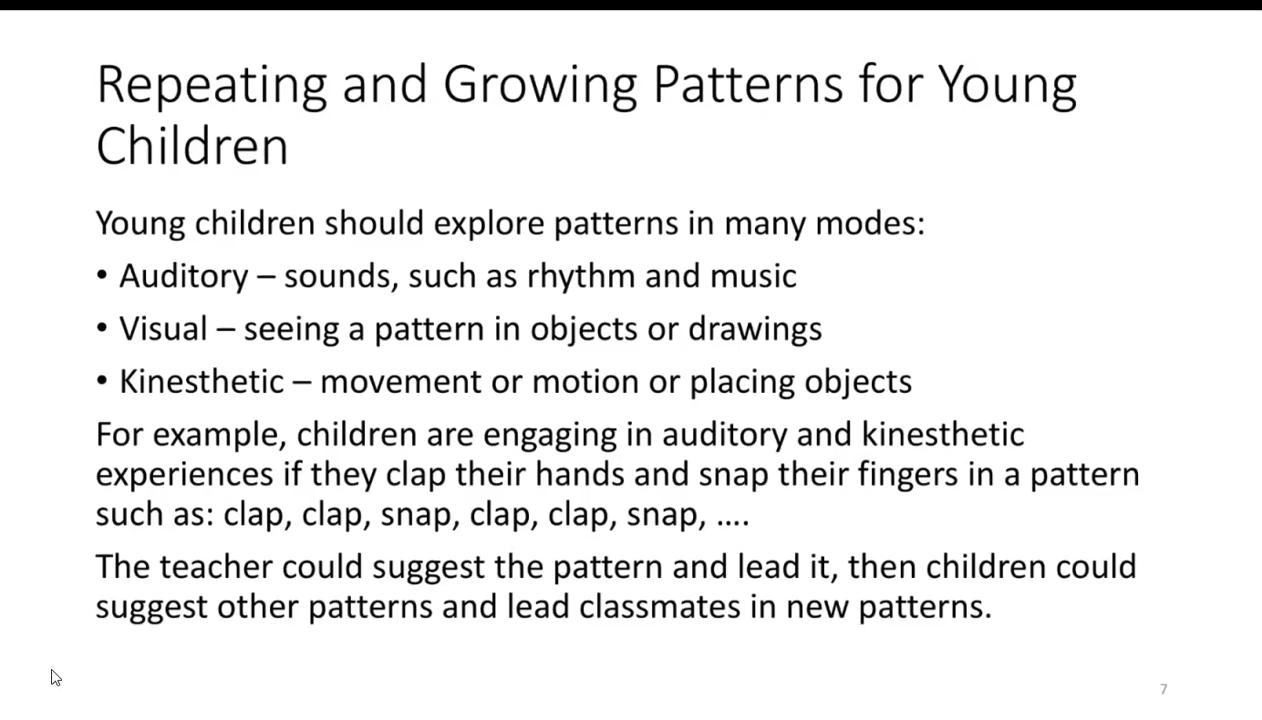 Repeating and Growing Patterns for Young
Children
Young children should explore patterns in many modes:
• Auditory – sounds, such as rhythm and music
• Visual – seeing a pattern in objects or drawings
• Kinesthetic – movement or motion or placing objects
For example, children are engaging in auditory and kinesthetic
experiences if they clap their hands and snap their fingers in a pattern
such as: clap, clap, snap, clap, clap, snap, ….
The teacher could suggest the pattern and lead it, then children could
suggest other patterns and lead classmates in new patterns.
7